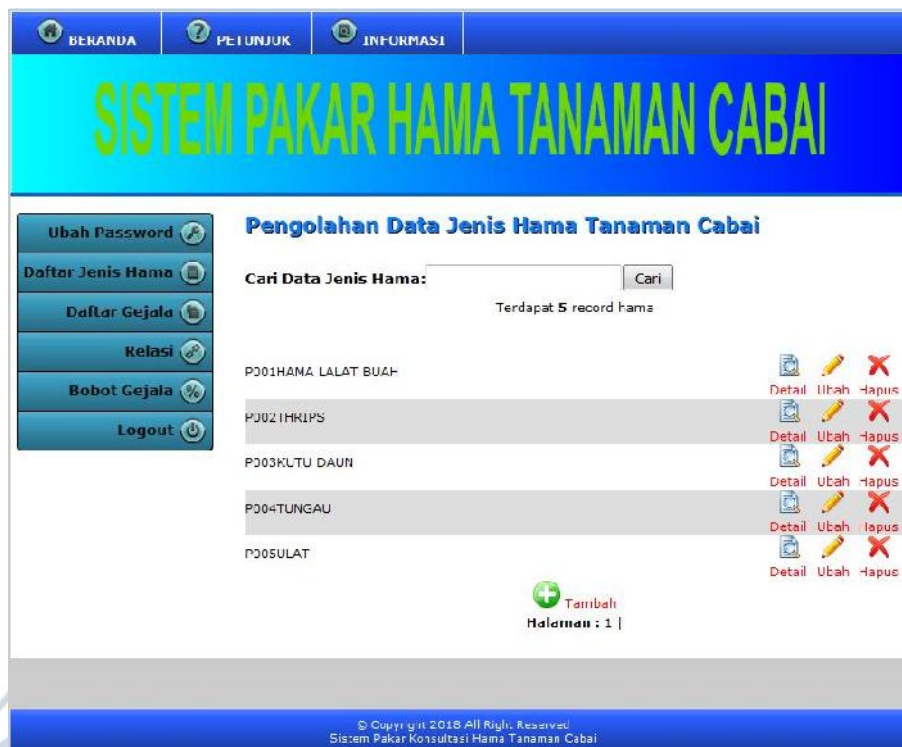 BERANDA PETUNJUK INFORMASI
SISTEM PAKAR HAMA TANAMAN CABAI
Ubah Password
Daftar Jenis Hama
Daftar Gejala
Relasi
Bobot Gejala
Logout
Pengolahan Data Jenis Hama Tanaman Cabai
Cari Data Jenis Hama: Cari
Terdapat 5 record hama
P001HAMA LALAT BUAH
Detail Ubah Hapus
P002THRIPS
Detail Ubah Hapus
P003KUTU DAUN
Detail Ubah Hapus
P004TUNGAU
Detail Ubah Hapus
P005ULAT
Detail Ubah Hapus
Tambah
Halaman : 1 |
© Copyright 2018 All Right Reserved
Sistem Pakar Konsultasi Hama Tanaman Cabai